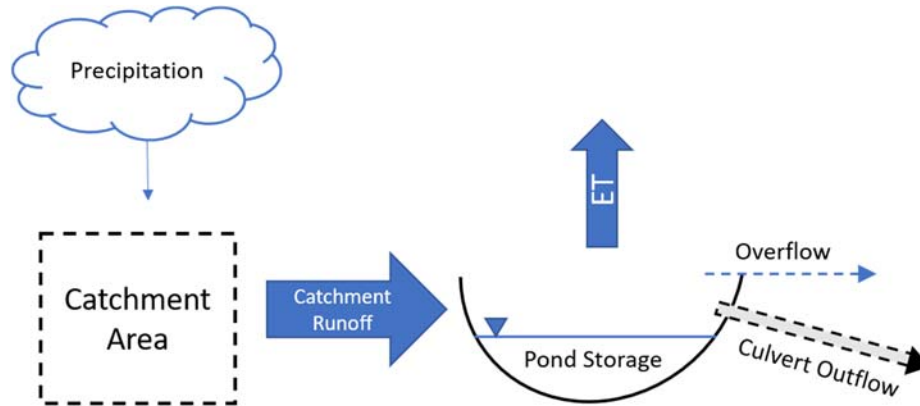 Precipitation
ET
Overflow
Catchment
Area
Catchment
Runoff
Pond Storage
Culvert Outflow